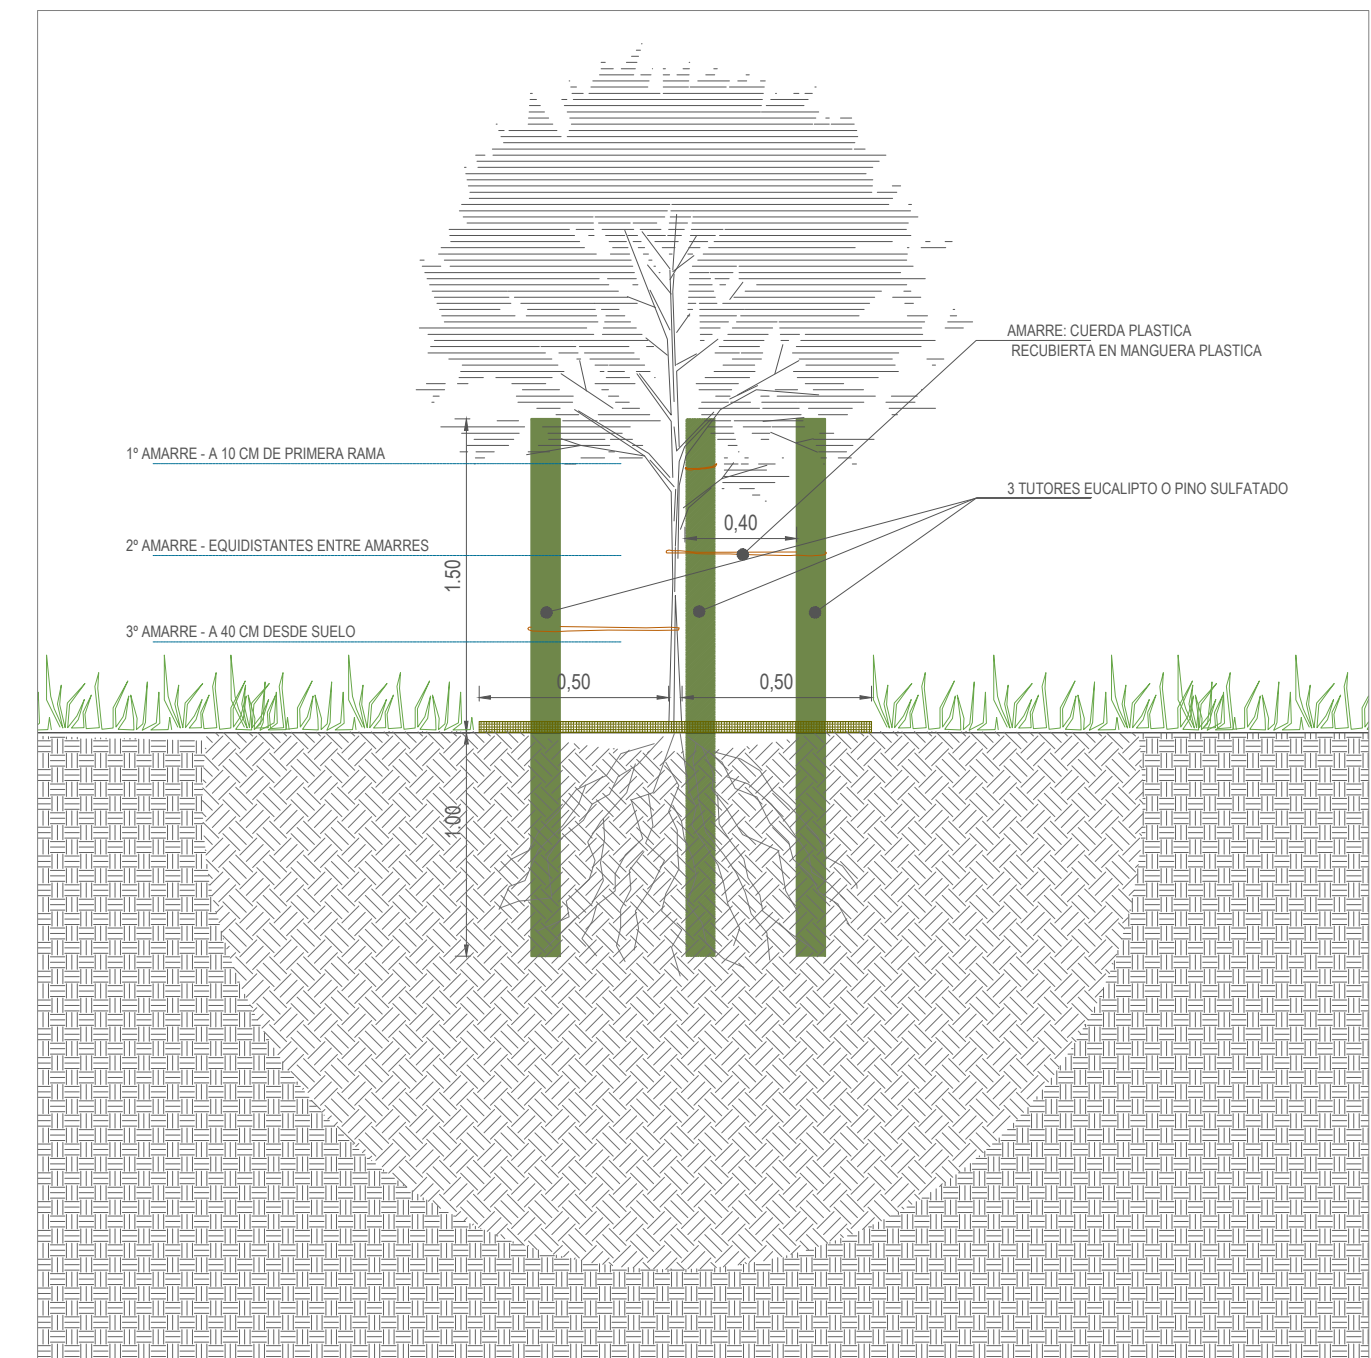 AMARRE: CUERDA PLASTICA
RECUBIERTA EN MANGUERA PLASTICA
1º AMARRE - A 10 CM DE PRIMERA RAMA
3 TUTORES EUCALIPTO O PINO SULFATADO
0,40
2º AMARRE - EQUIDISTANTES ENTRE AMARRES
1.50
3º AMARRE - A 40 CM DESDE SUELO
0,50
0,50
1.00